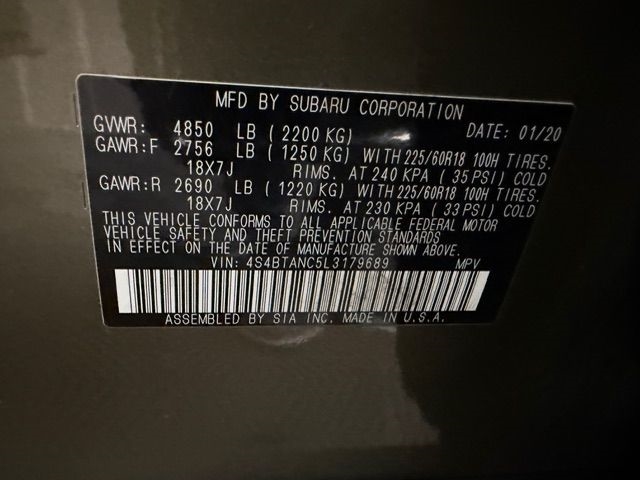 MFD BY SUBARU CORPORATION
GVWR: 4850 LB (2200 KG) DATE: 01/20
GAWR:F 2756 LB (1250 KG) WITH 225/60R18 100H TIRES.
18X7J RIMS. AT 240 KPA (35 PSI) COLD
GAWR:R 2690 LB (1220 KG) WITH 225/60R18 100H TIRES.
18X7J RIMS. AT 230 KPA (33 PSI) COLD
THIS VEHICLE CONFORMS TO ALL APPLICABLE FEDERAL MOTOR
VEHICLE SAFETY AND THEFT PREVENTION STANDARDS
IN EFFECT ON THE DATE OF MANUFACTURE SHOWN ABOVE.
VIN: 4S4BTANC5L3179689 MPV
ASSEMBLED BY SIA INC. MADE IN U.S.A.